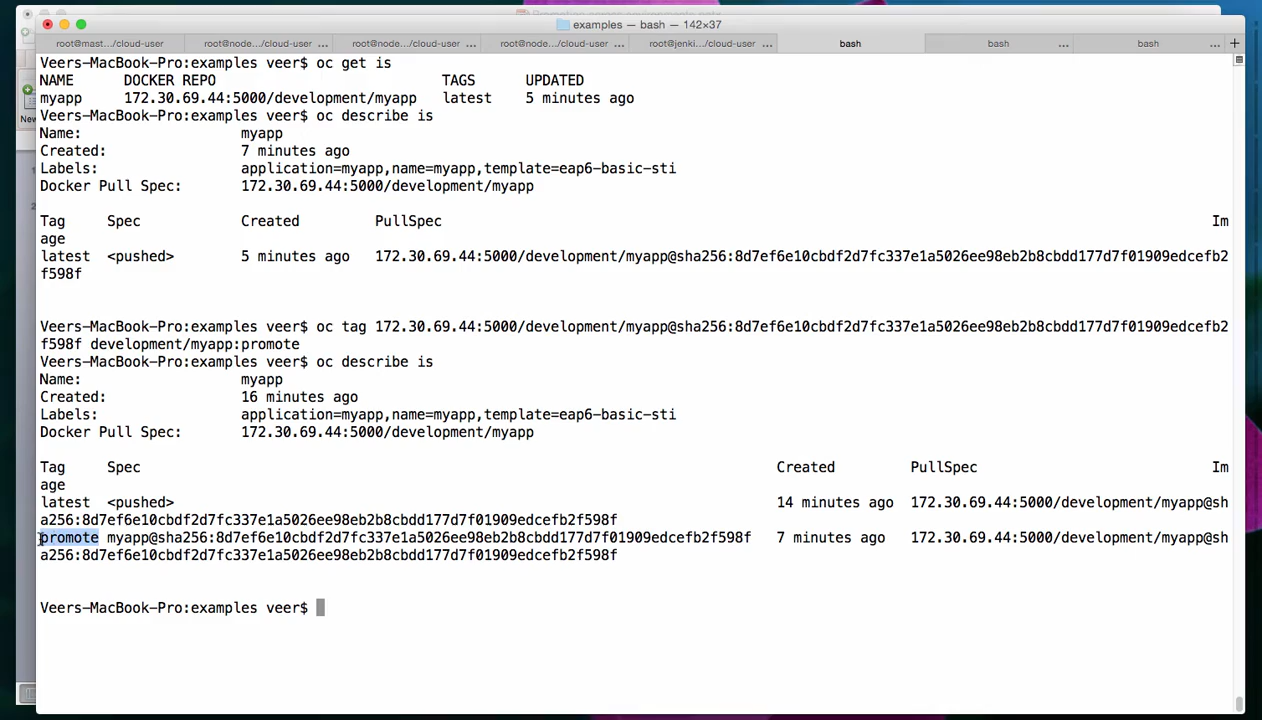 examples — bash — 142×37
root@mast.../cloud-user root@node.../cloud-user ... root@node.../cloud-user ... root@node.../cloud-user ... root@jenki.../cloud-user ... bash bash ... bash ...
Veers-MacBook-Pro:examples veer$ oc get is
NAME DOCKER REPO TAGS UPDATED
myapp 172.30.69.44:5000/development/myapp latest 5 minutes ago
Veers-MacBook-Pro:examples veer$ oc describe is
Name: myapp
Created: 7 minutes ago
Labels: application=myapp,name=myapp,template=eap6-basic-sti
Docker Pull Spec: 172.30.69.44:5000/development/myapp
Tag Spec Created PullSpec Im
age
latest <pushed> 5 minutes ago 172.30.69.44:5000/development/myapp@sha256:8d7ef6e10cbdf2d7fc337e1a5026ee98eb2b8cbdd177d7f01909edcefb2
f598f
Veers-MacBook-Pro:examples veer$ oc tag 172.30.69.44:5000/development/myapp@sha256:8d7ef6e10cbdf2d7fc337e1a5026ee98eb2b8cbdd177d7f01909edcefb2
f598f development/myapp:promote
Veers-MacBook-Pro:examples veer$ oc describe is
Name: myapp
Created: 16 minutes ago
Labels: application=myapp,name=myapp,template=eap6-basic-sti
Docker Pull Spec: 172.30.69.44:5000/development/myapp
Tag Spec Created PullSpec Im
age
latest <pushed> 14 minutes ago 172.30.69.44:5000/development/myapp@sh
a256:8d7ef6e10cbdf2d7fc337e1a5026ee98eb2b8cbdd177d7f01909edcefb2f598f
promote myapp@sha256:8d7ef6e10cbdf2d7fc337e1a5026ee98eb2b8cbdd177d7f01909edcefb2f598f 7 minutes ago 172.30.69.44:5000/development/myapp@sh
a256:8d7ef6e10cbdf2d7fc337e1a5026ee98eb2b8cbdd177d7f01909edcefb2f598f
Veers-MacBook-Pro:examples veer$
New